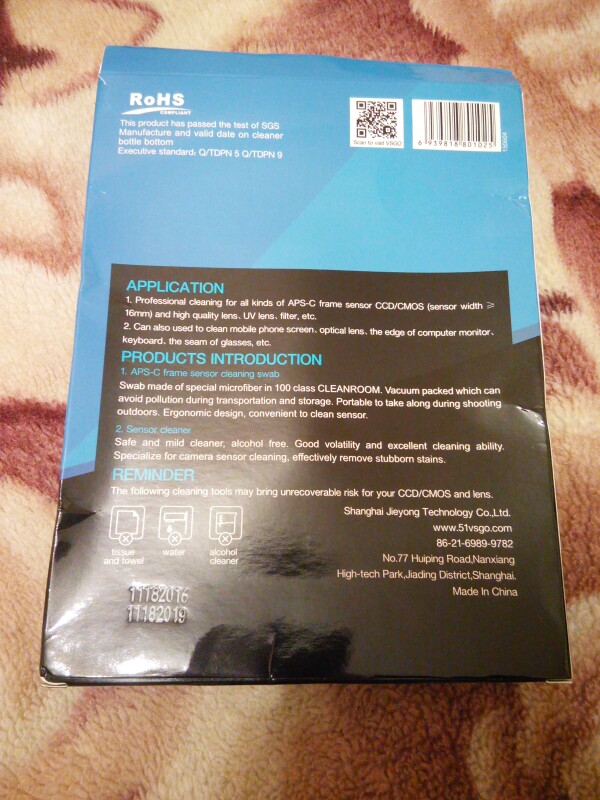 RoHS
COMPLIANT
This product has passed the test of SGS
Manufacture and valid date on cleaner
bottle bottom
Executive standard: Q/TDPN 5 Q/TDPN 9
Scan to visit VSGO
6 939818 801025
APPLICATION
1. Professional cleaning for all kinds of APS-C frame sensor CCD/CMOS (sensor width ≥
16mm) and high quality lens、UV lens、filter, etc.
2. Can also used to clean mobile phone screen、optical lens、the edge of computer monitor、
keyboard、the seam of glasses, etc.
PRODUCTS INTRODUCTION
1. APS-C frame sensor cleaning swab
Swab made of special microfiber in 100 class CLEANROOM. Vacuum packed which can
avoid pollution during transportation and storage. Portable to take along during shooting
outdoors. Ergonomic design, convenient to clean sensor.
2. Sensor cleaner
Safe and mild cleaner, alcohol free. Good volatility and excellent cleaning ability.
Specialize for camera sensor cleaning, effectively remove stubborn stains.
REMINDER
The following cleaning tools may bring unrecoverable risk for your CCD/CMOS and lens.
tissue
and towel
water
alcohol
cleaner
Shanghai Jieyong Technology Co.,Ltd.
www.51vsgo.com
86-21-6989-9782
No.77 Huiping Road,Nanxiang
High-tech Park,Jiading District,Shanghai.
Made In China
11182016
11182019